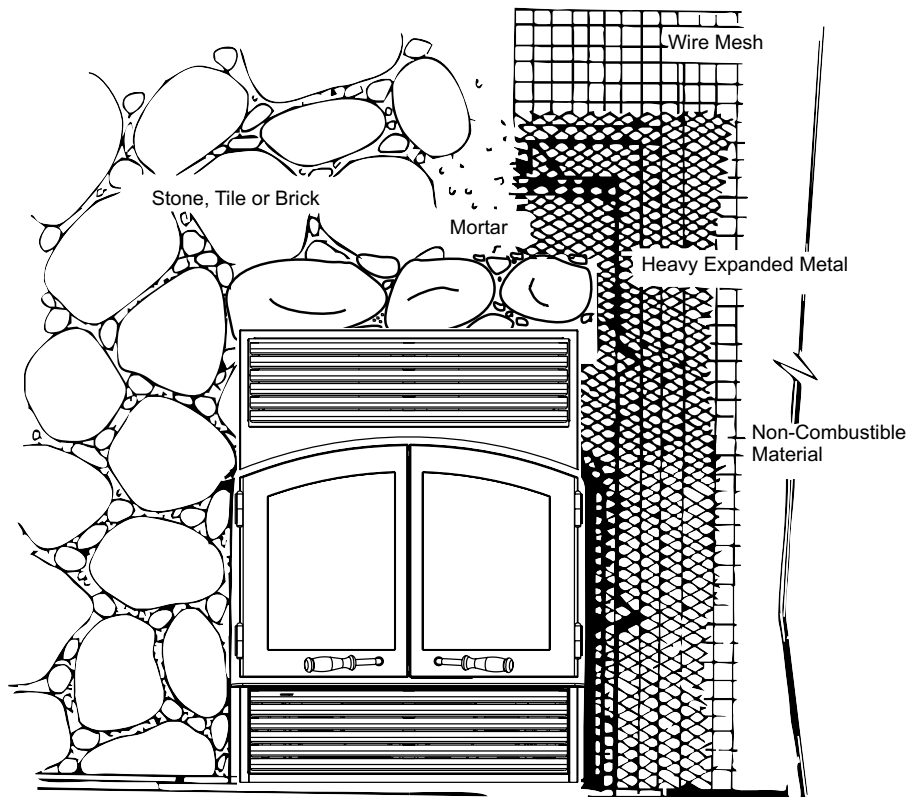 Wire Mesh
Stone, Tile or Brick
Mortar
Heavy Expanded Metal
Non-Combustible
Material